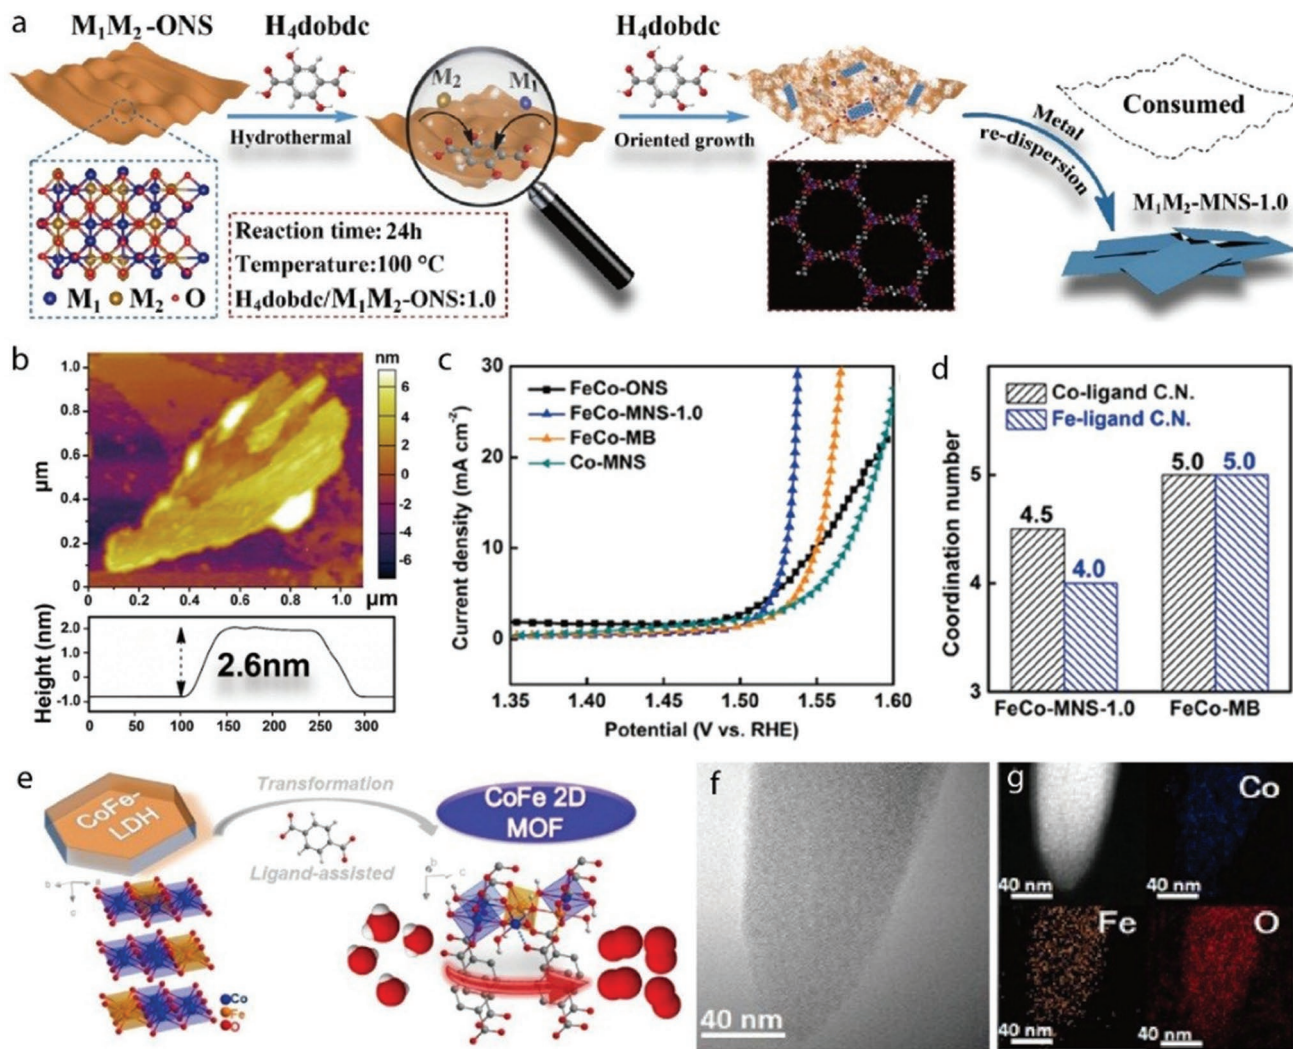 a
M₁M₂-ONS
H₄dobdc
Hydrothermal
M₁ M₂ O
Reaction time: 24h
Temperature:100 °C
H₄dobdc/M₁M₂-ONS:1.0
M₂
M₁
H₄dobdc
Oriented growth
Metal
re-dispersion
Consumed
M₁M₂-MNS-1.0
b
μm
1.0
0.8
0.6
0.4
0.2
0
0 0.2 0.4 0.6 0.8 1.0
μm
nm
6
4
2
0
-2
-4
-6
Height (nm)
2.0
1.0
0
-1.0
2.6nm
0 50 100 150 200 250 300
c
Current density (mA cm⁻²)
30
20
10
0
FeCo-ONS
FeCo-MNS-1.0
FeCo-MB
Co-MNS
1.35 1.40 1.45 1.50 1.55 1.60
Potential (V vs. RHE)
d
Coordination number
5
4
3
Co-ligand C.N.
Fe-ligand C.N.
4.5
4.0
5.0 5.0
FeCo-MNS-1.0 FeCo-MB
e
CoFe-
LDH
Transformation
Ligand-assisted
CoFe 2D
MOF
Co
Fe
O
b
c
f
40 nm
g
Co
40 nm
40 nm
Fe
O
40 nm
40 nm